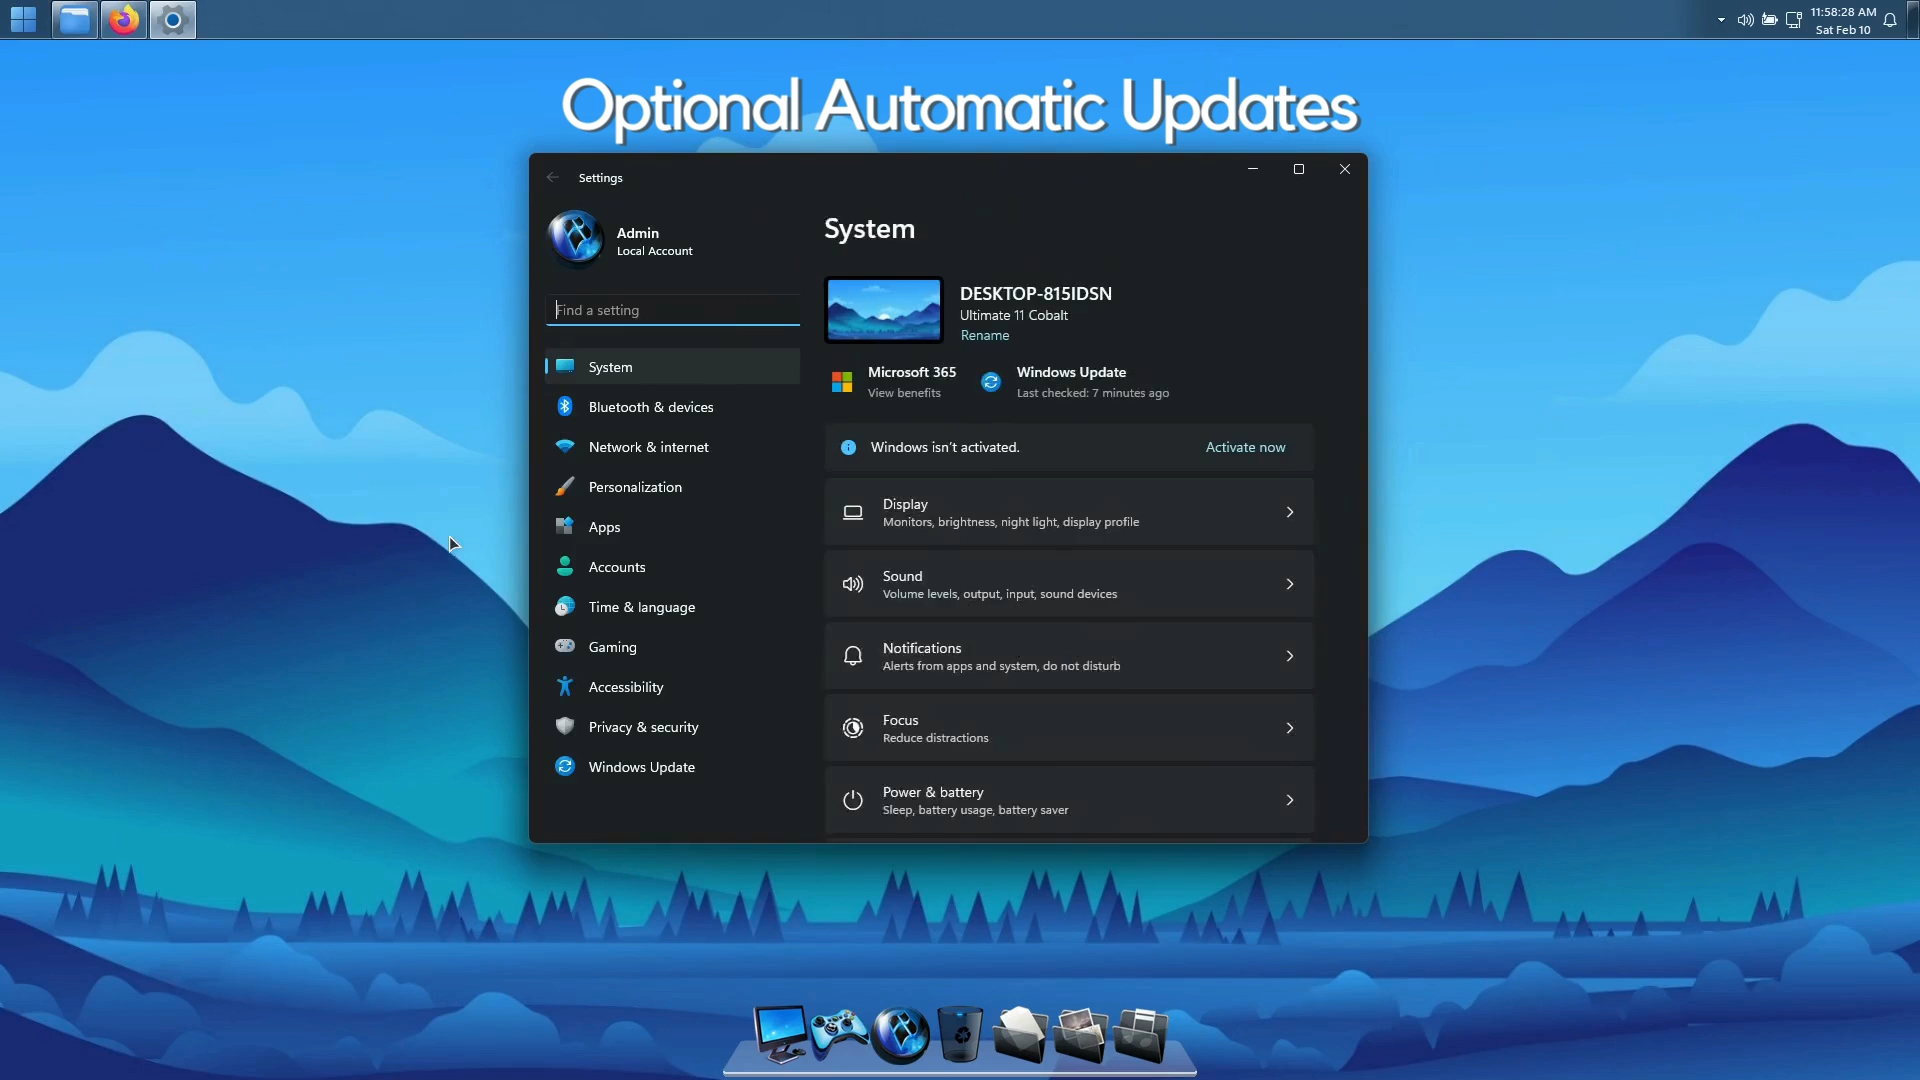 11:58:28 AM
Sat Feb 10
Optional Automatic Updates
Settings
Admin
Local Account
Find a setting
System
Bluetooth & devices
Network & internet
Personalization
Apps
Accounts
Time & language
Gaming
Accessibility
Privacy & security
Windows Update
System
DESKTOP-815IDSN
Ultimate 11 Cobalt
Rename
Microsoft 365
View benefits
Windows Update
Last checked: 7 minutes ago
Windows isn't activated.
Activate now
Display
Monitors, brightness, night light, display profile
Sound
Volume levels, output, input, sound devices
Notifications
Alerts from apps and system, do not disturb
Focus
Reduce distractions
Power & battery
Sleep, battery usage, battery saver